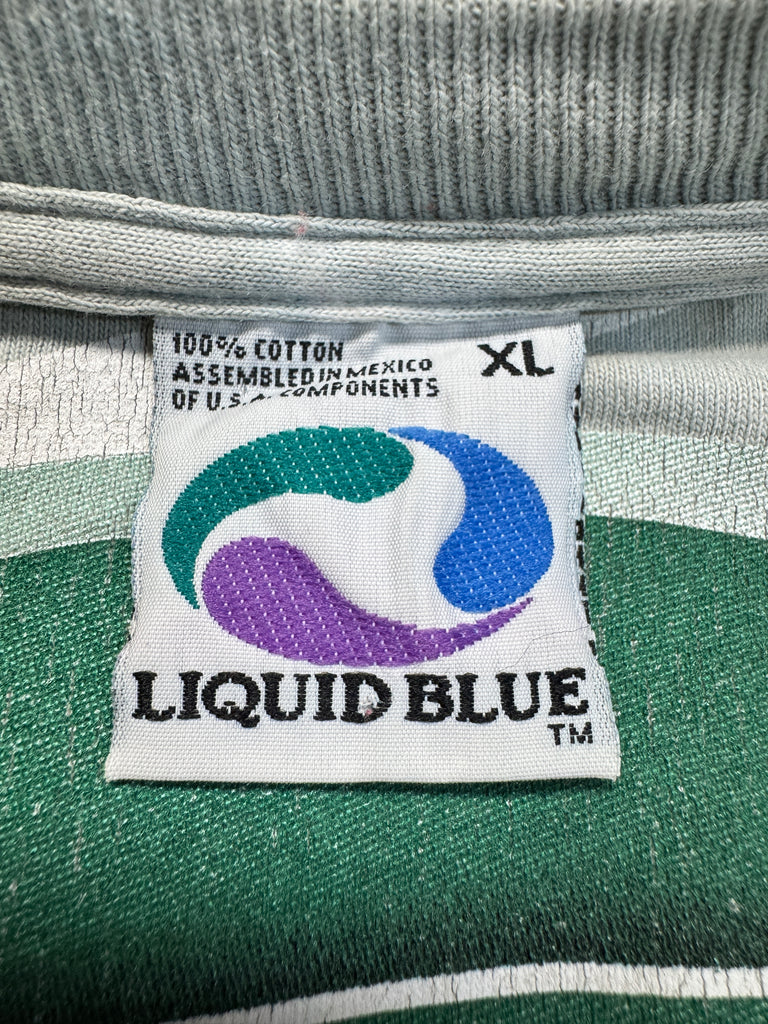 100% COTTON
XL
ASSEMBLED IN MEXICO
OF U.S.A. COMPONENTS
LIQUID BLUE
TM